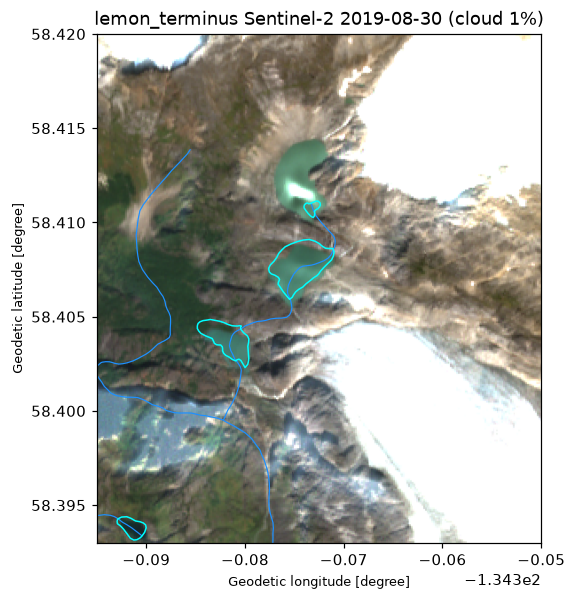 lemon_terminus Sentinel-2 2019-08-30 (cloud 1%)
58.420
58.415
58.410
58.405
58.400
58.395
Geodetic latitude [degree]
−0.09 −0.08 −0.07 −0.06 −0.05
Geodetic longitude [degree] −1.343e2